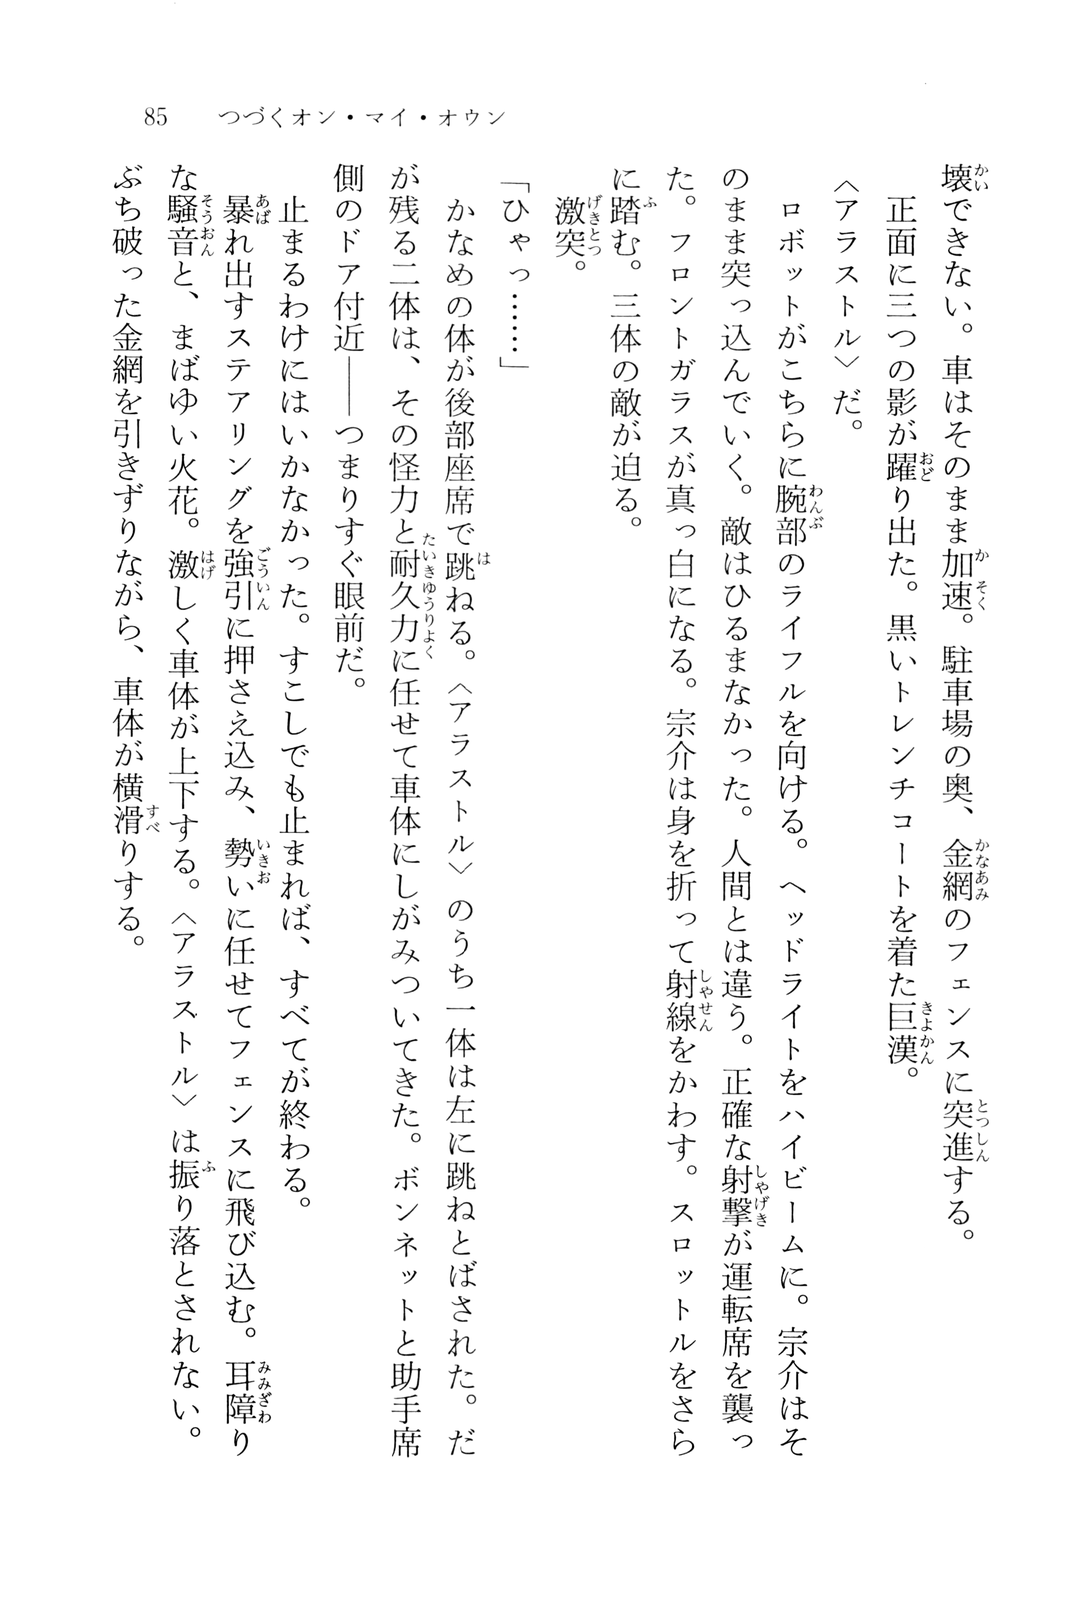 85　つづくオン・マイ・オウン
壊できない。車はそのまま加速。駐車場の奥、金網のフェンスに突進する。
　正面に三つの影が躍り出た。黒いトレンチコートを着た巨漢。
〈アラストル〉だ。
　ロボットがこちらに腕部のライフルを向ける。ヘッドライトをハイビームに。宗介はそ
のまま突っ込んでいく。敵はひるまなかった。人間とは違う。正確な射撃が運転席を襲っ
た。フロントガラスが真っ白になる。宗介は身を折って射線をかわす。スロットルをさら
に踏む。三体の敵が迫る。
　激突。
「ひゃっ……」
　かなめの体が後部座席で跳ねる。〈アラストル〉のうち一体は左に跳ねとばされた。だ
が残る二体は、その怪力と耐久力に任せて車体にしがみついてきた。ボンネットと助手席
側のドア付近――つまりすぐ眼前だ。
　止まるわけにはいかなかった。すこしでも止まれば、すべてが終わる。
　暴れ出すステアリングを強引に押さえ込み、勢いに任せてフェンスに飛び込む。耳障り
な騒音と、まばゆい火花。激しく車体が上下する。〈アラストル〉は振り落とされない。
ぶち破った金網を引きずりながら、車体が横滑りする。